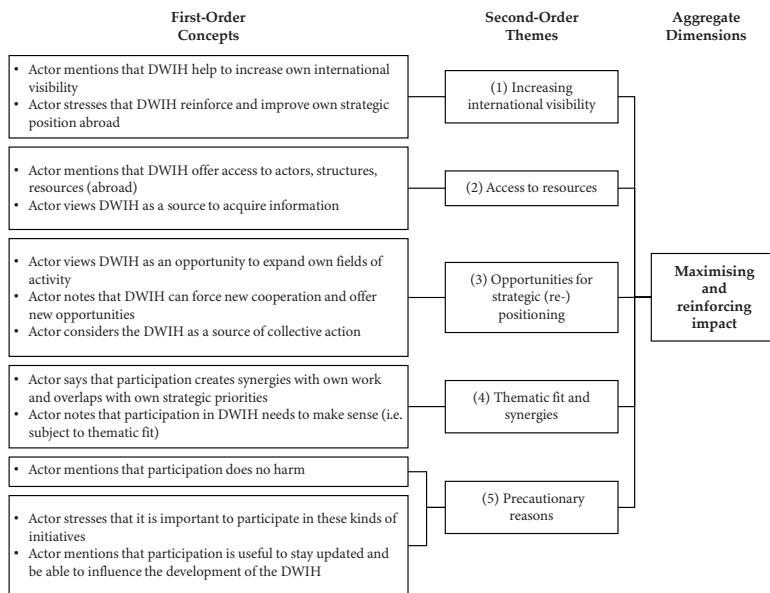 First-Order
Concepts
Second-Order
Themes
Aggregate
Dimensions
• Actor mentions that DWIH help to increase own international
visibility
• Actor stresses that DWIH reinforce and improve own strategic
position abroad
(1) Increasing
international visibility
• Actor mentions that DWIH offer access to actors, structures,
resources (abroad)
• Actor views DWIH as a source to acquire information
(2) Access to resources
• Actor views DWIH as an opportunity to expand own fields of
activity
• Actor notes that DWIH can force new cooperation and offer
new opportunities
• Actor considers the DWIH as a source of collective action
(3) Opportunities for
strategic (re-)
positioning
Maximising
and
reinforcing
impact
• Actor says that participation creates synergies with own work
and overlaps with own strategic priorities
• Actor notes that participation in DWIH needs to make sense (i.e.
subject to thematic fit)
(4) Thematic fit and
synergies
• Actor mentions that participation does no harm
• Actor stresses that it is important to participate in these kinds of
initiatives
• Actor mentions that participation is useful to stay updated and
be able to influence the development of the DWIH
(5) Precautionary
reasons